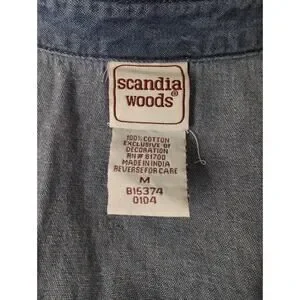 scandia
woods®
100% COTTON
EXCLUSIVE OF
DECORATION
RN# 81700
MADE IN INDIA
REVERSE FOR CARE
M
B15374
0104